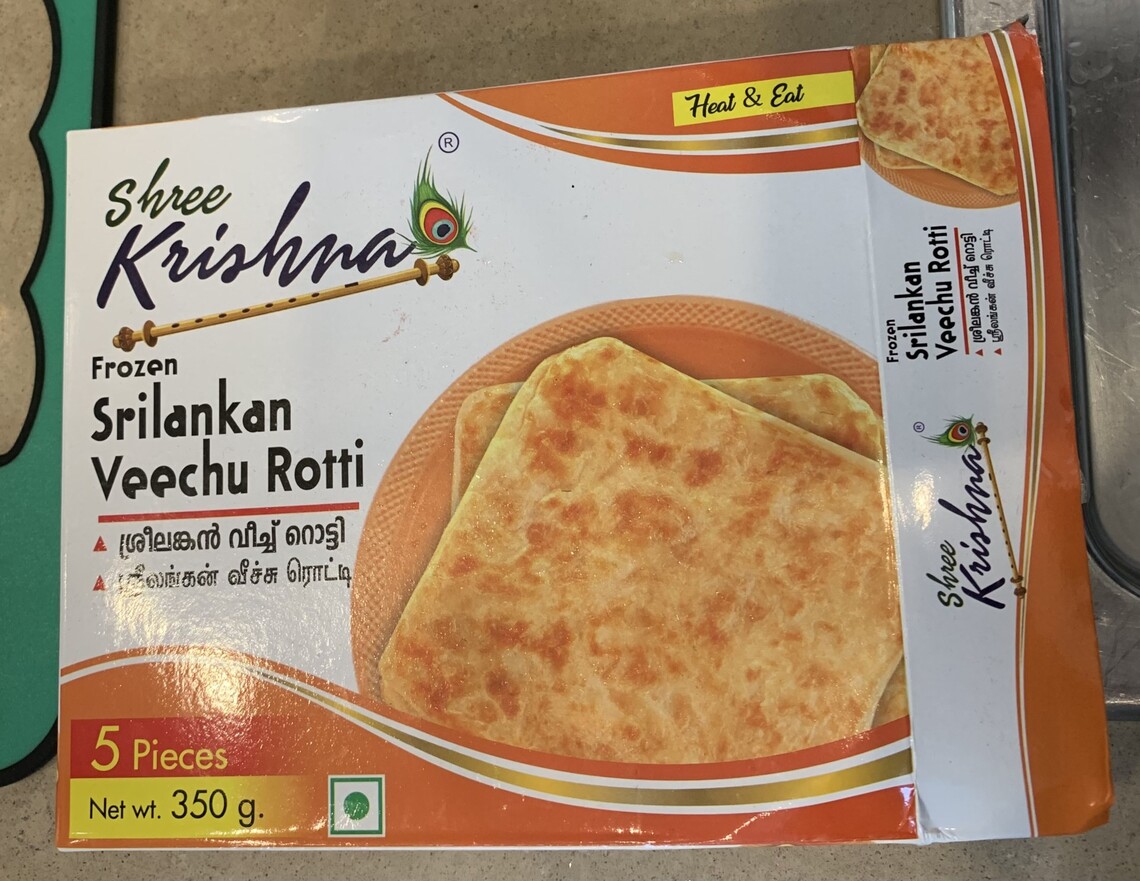 Heat & Eat
Shree
Krishna
®
Frozen
Srilankan
Veechu Rotti
ശ്രീലങ്കൻ വീച്ച് റൊട്ടി
ஸ்ரீலங்கன் வீச்சு ரொட்டி
5 Pieces
Net wt. 350 g.
Frozen
Srilankan
Veechu Rotti
ശ്രീലങ്കൻ വീച്ച് റൊട്ടി
ஸ்ரீலங்கன் வீச்சு ரொட்டி
Shree
Krishna
®